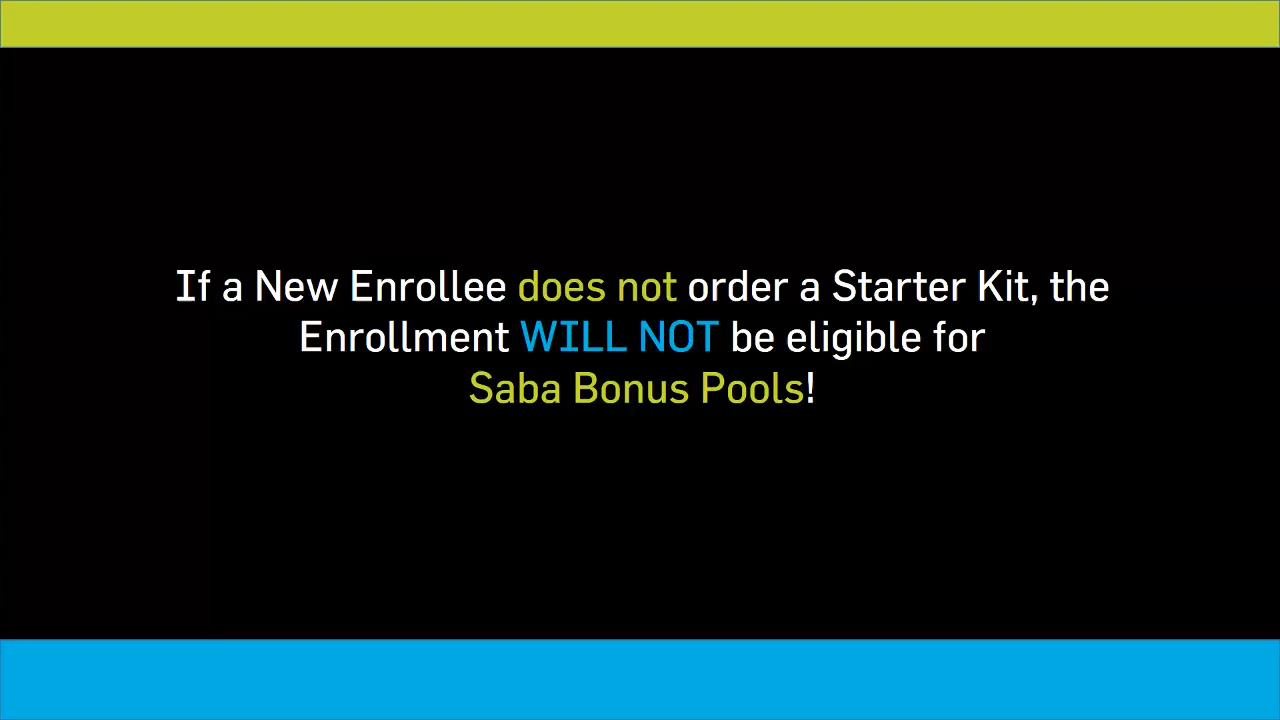 If a New Enrollee does not order a Starter Kit, the
Enrollment WILL NOT be eligible for
Saba Bonus Pools!